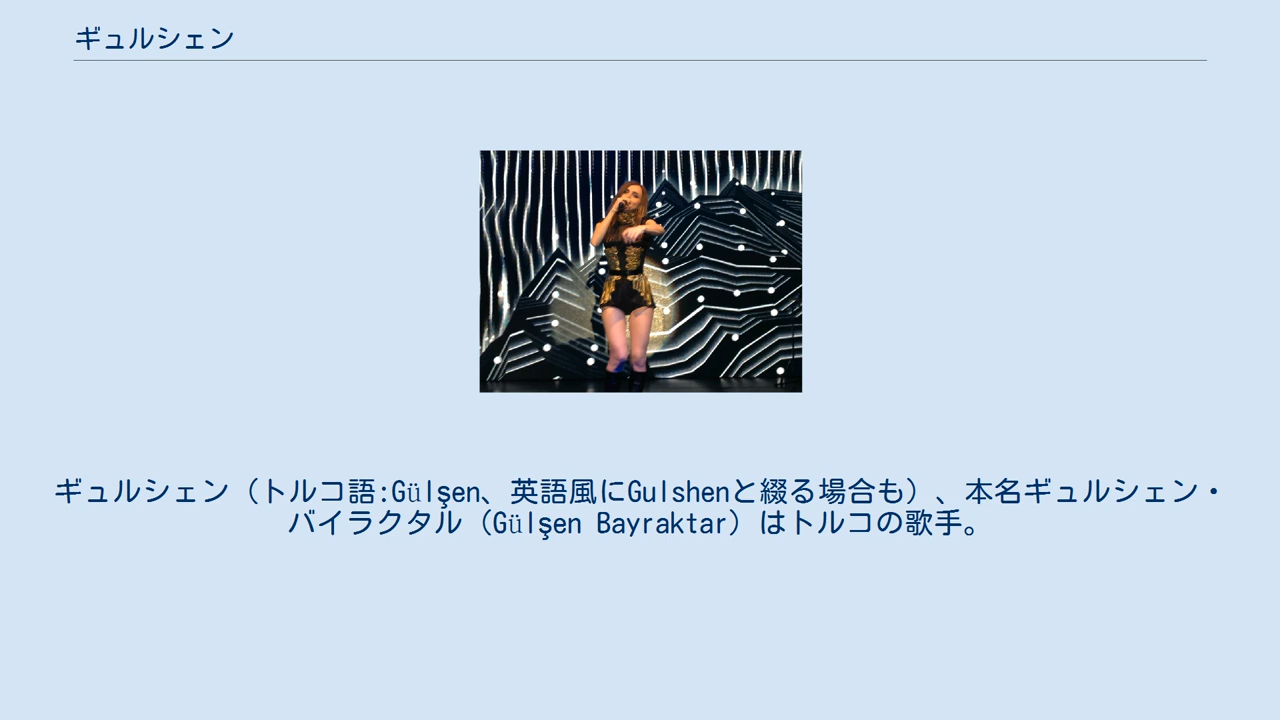 ギュルシェン
ギュルシェン（トルコ語:Gülşen、英語風にGulshenと綴る場合も）、本名ギュルシェン・
バイラクタル（Gülşen Bayraktar）はトルコの歌手。